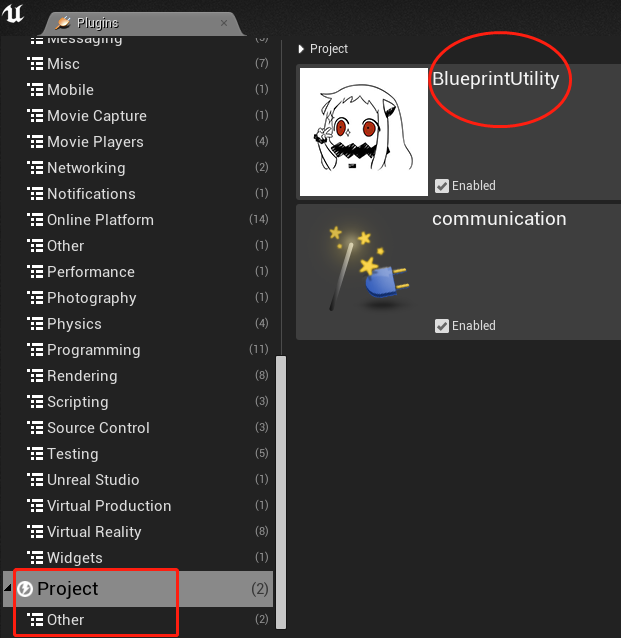 Plugins
Messaging (3)
Misc (7)
Mobile (1)
Movie Capture (1)
Movie Players (4)
Networking (2)
Notifications (1)
Online Platform (14)
Other (1)
Performance (1)
Photography (1)
Physics (4)
Programming (11)
Rendering (8)
Scripting (3)
Source Control (3)
Testing (5)
Unreal Studio (1)
Virtual Production (1)
Virtual Reality (8)
Widgets (1)
Project (2)
Other (2)
Project
BlueprintUtility
Enabled
communication
Enabled